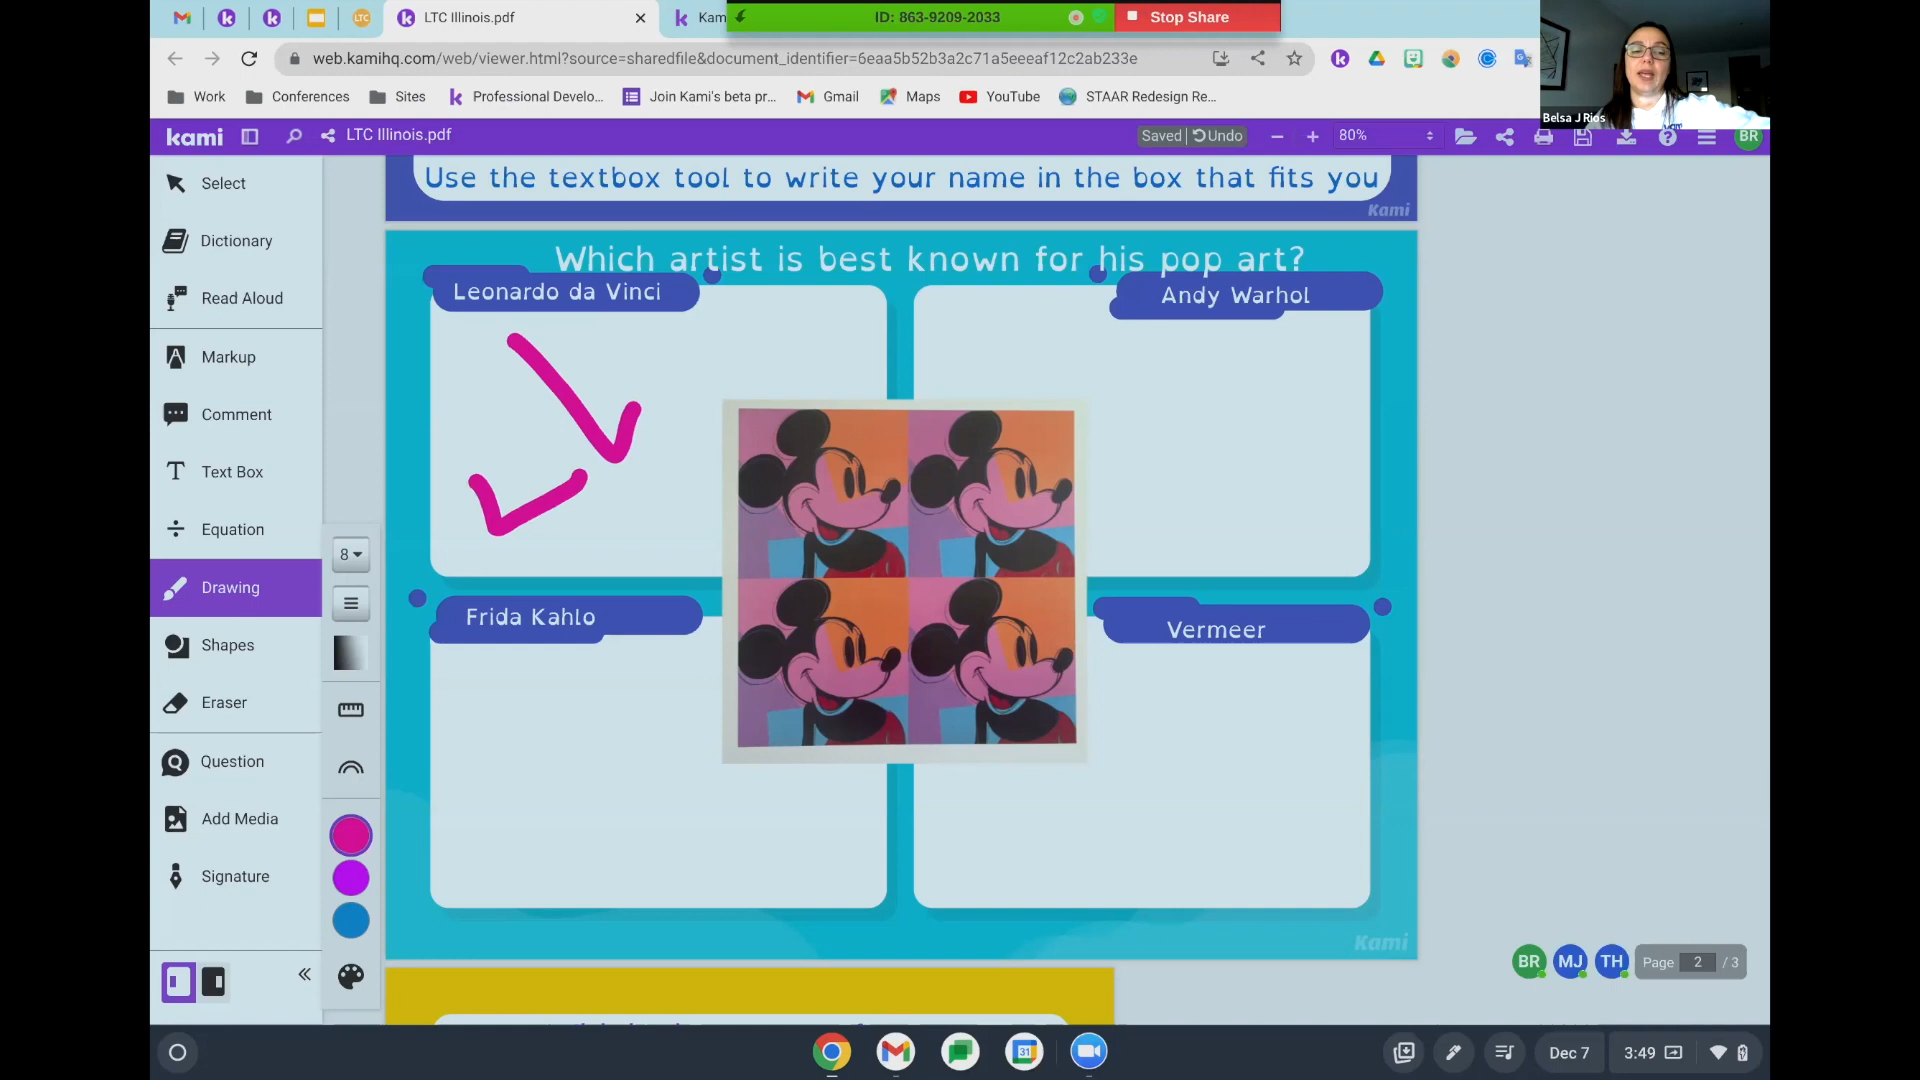 LTC
LTC Illinois.pdf
Kam
ID: 863-9209-2033
Stop Share
web.kamihq.com/web/viewer.html?source=sharedfile&document_identifier=6eaa5b52b3a2c71a5eeeaf12c2ab233e
Work
Conferences
Sites
Professional Develo...
Join Kami's beta pr...
Gmail
Maps
YouTube
STAAR Redesign Re...
Belsa J Rios
kami
LTC Illinois.pdf
Saved
Undo
80%
BR
Select
Dictionary
Read Aloud
Markup
Comment
Text Box
Equation
Drawing
Shapes
Eraser
Question
Add Media
Signature
8
Use the textbox tool to write your name in the box that fits you
Kami
Which artist is best known for his pop art?
Leonardo da Vinci
Andy Warhol
Frida Kahlo
Vermeer
Kami
BR
MJ
TH
Page 2 / 3
31
Dec 7
3:49